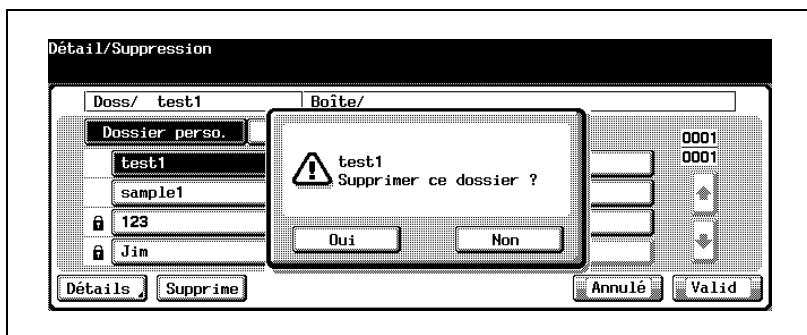 Détail/Suppression
Doss/ test1 Boîte/
Dossier perso.
0001
test1
0001
test1
Supprimer ce dossier ?
sample1
123
Oui Non
Jim
Détails Supprime Annulé Valid